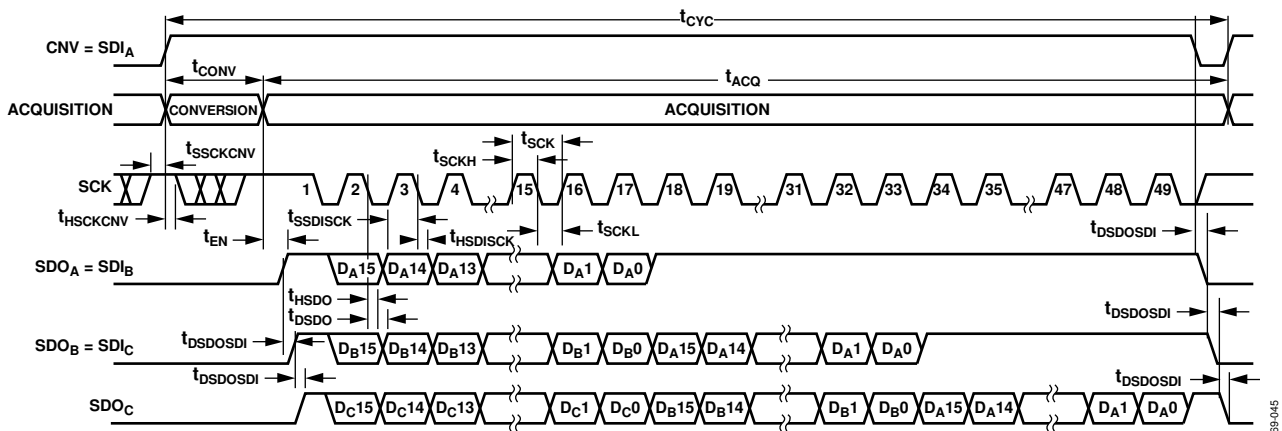 tCYC
CNV = SDIA
tCONV
tACQ
ACQUISITION
CONVERSION
ACQUISITION
tSSCKCNV
tSCK
tSCKH
SCK
1 2 3 4 15 16 17 18 19 31 32 33 34 35 47 48 49
tHSCKCNV
tSSDISCK
tHSDISCK
tSCKL
tEN
tDSDOSDI
SDOA = SDIB
DA15 DA14 DA13 DA1 DA0
tHSDO
tDSDO
tDSDOSDI
tDSDOSDI
SDOB = SDIC
DB15 DB14 DB13 DB1 DB0 DA15 DA14 DA1 DA0
tDSDOSDI
tDSDOSDI
SDOC
DC15 DC14 DC13 DC1 DC0 DB15 DB14 DB1 DB0 DA15 DA14 DA1 DA0
69-045